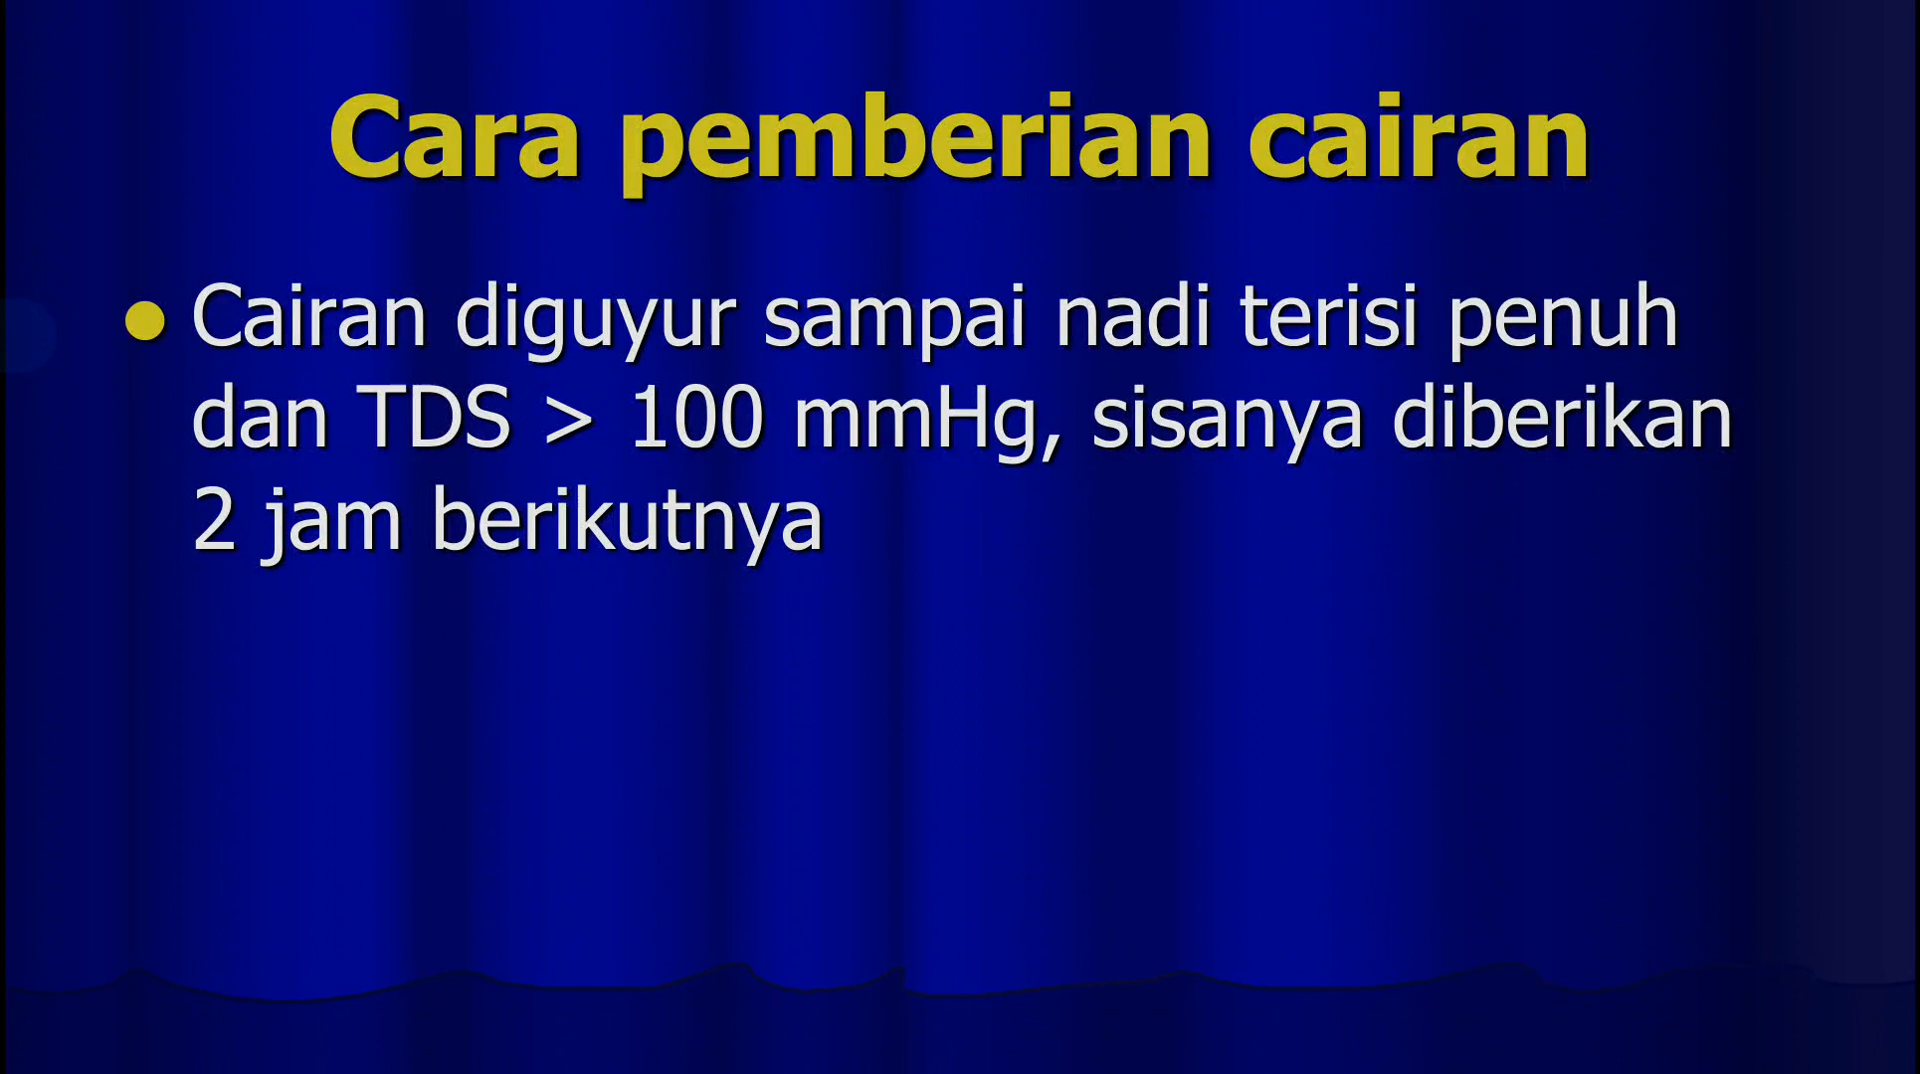 Cara pemberian cairan
Cairan diguyur sampai nadi terisi penuh
dan TDS > 100 mmHg, sisanya diberikan
2 jam berikutnya